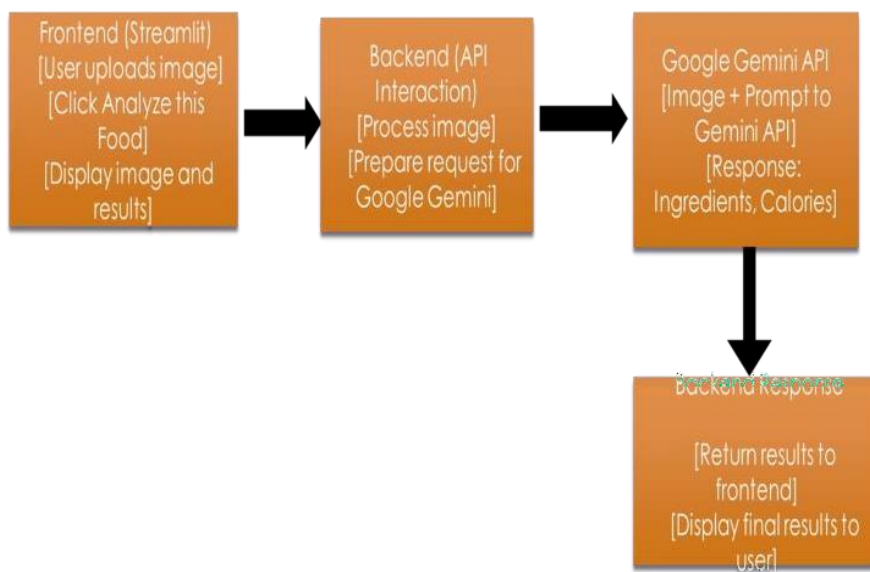 Frontend (Streamlit)
[User uploads image]
[Click Analyze this
Food]
[Display image and
results]
Backend (API
Interaction)
[Process image]
[Prepare request for
Google Gemini]
Google Gemini API
[Image + Prompt to
Gemini API]
[Response:
Ingredients, Calories]
Backend Response
[Return results to
frontend]
[Display final results to
user]